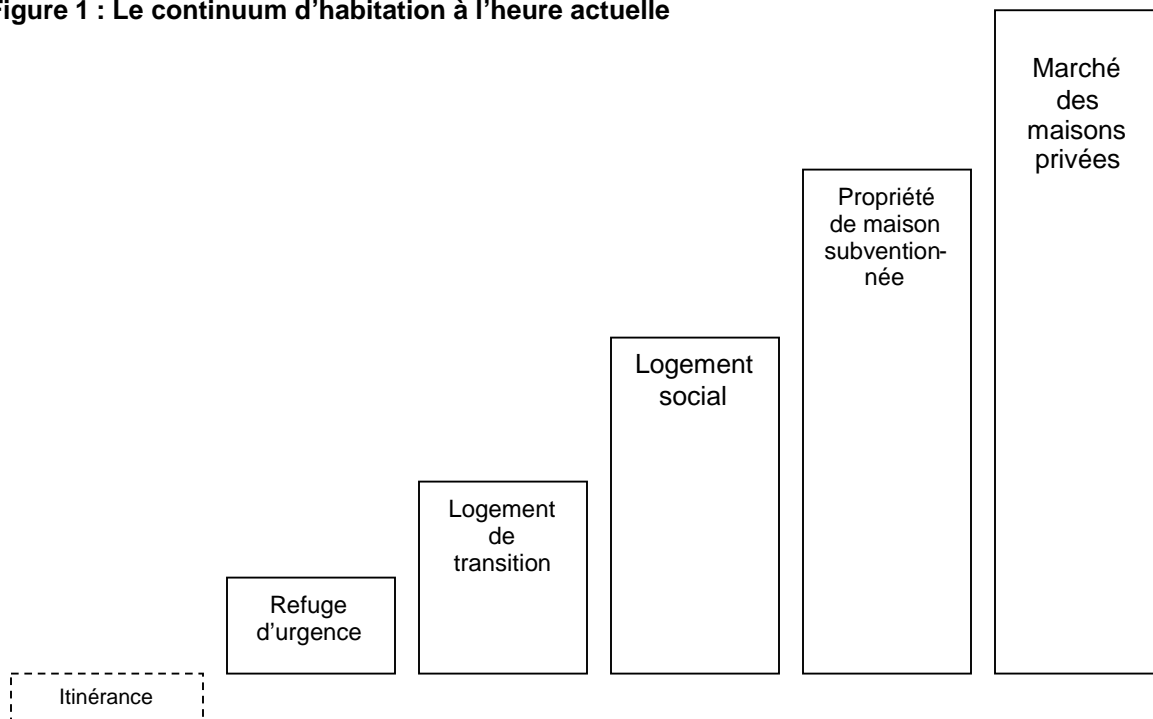 Figure 1 : Le continuum d'habitation à l'heure actuelle
Marché
des
maisons
privées
Propriété
de maison
subvention-
née
Logement
social
Logement
de
transition
Refuge
d'urgence
Itinérance